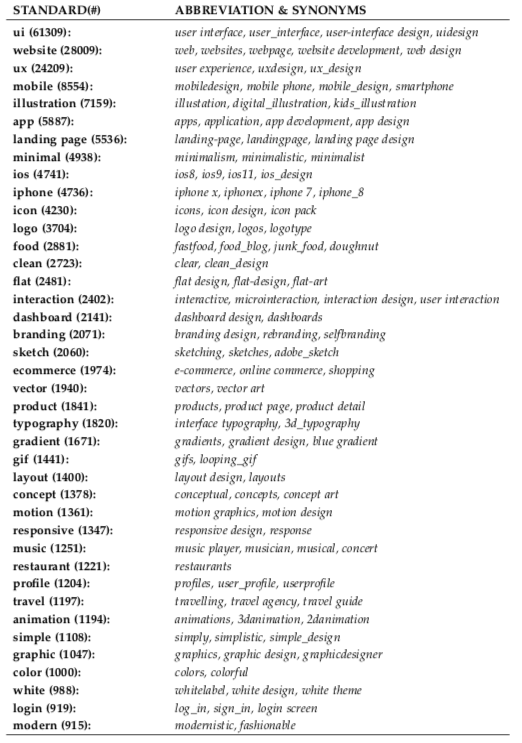 STANDARD(#) ABBREVIATION & SYNONYMS
ui (61309): user interface, user_interface, user-interface design, uidesign
website (28009): web, websites, webpage, website development, web design
ux (24209): user experience, uxdesign, ux_design
mobile (8554): mobiledesign, mobile phone, mobile_design, smartphone
illustration (7159): illustation, digital_illustration, kids_illustration
app (5887): apps, application, app development, app design
landing page (5536): landing-page, landingpage, landing page design
minimal (4938): minimalism, minimalistic, minimalist
ios (4741): ios8, ios9, ios11, ios_design
iphone (4736): iphone x, iphonex, iphone 7, iphone_8
icon (4230): icons, icon design, icon pack
logo (3704): logo design, logos, logotype
food (2881): fastfood, food_blog, junk_food, doughnut
clean (2723): clear, clean_design
flat (2481): flat design, flat-design, flat-art
interaction (2402): interactive, microinteraction, interaction design, user interaction
dashboard (2141): dashboard design, dashboards
branding (2071): branding design, rebranding, selfbranding
sketch (2060): sketching, sketches, adobe_sketch
ecommerce (1974): e-commerce, online commerce, shopping
vector (1940): vectors, vector art
product (1841): products, product page, product detail
typography (1820): interface typography, 3d_typography
gradient (1671): gradients, gradient design, blue gradient
gif (1441): gifs, looping_gif
layout (1400): layout design, layouts
concept (1378): conceptual, concepts, concept art
motion (1361): motion graphics, motion design
responsive (1347): responsive design, response
music (1251): music player, musician, musical, concert
restaurant (1221): restaurants
profile (1204): profiles, user_profile, userprofile
travel (1197): travelling, travel agency, travel guide
animation (1194): animations, 3danimation, 2danimation
simple (1108): simply, simplistic, simple_design
graphic (1047): graphics, graphic design, graphicdesigner
color (1000): colors, colorful
white (988): whitelabel, white design, white theme
login (919): log_in, sign_in, login screen
modern (915): modernistic, fashionable